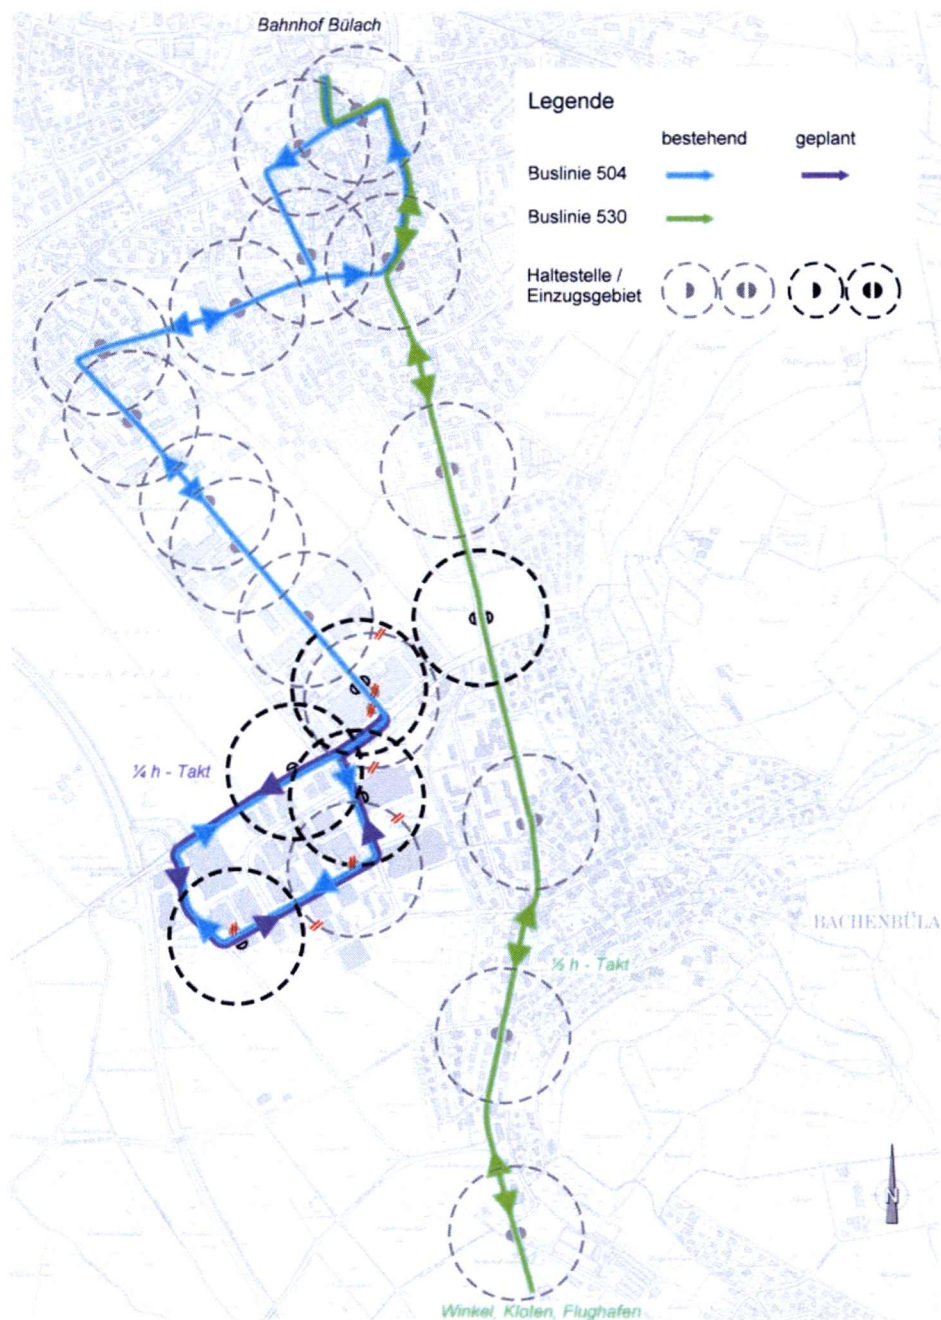 Bahnhof Bülach
Legende
bestehend geplant
Buslinie 504
Buslinie 530
Haltestelle /
Einzugsgebiet
¼ h - Takt
BACHENBÜLA
½ h - Takt
N
Winkel, Kloten, Flughafen